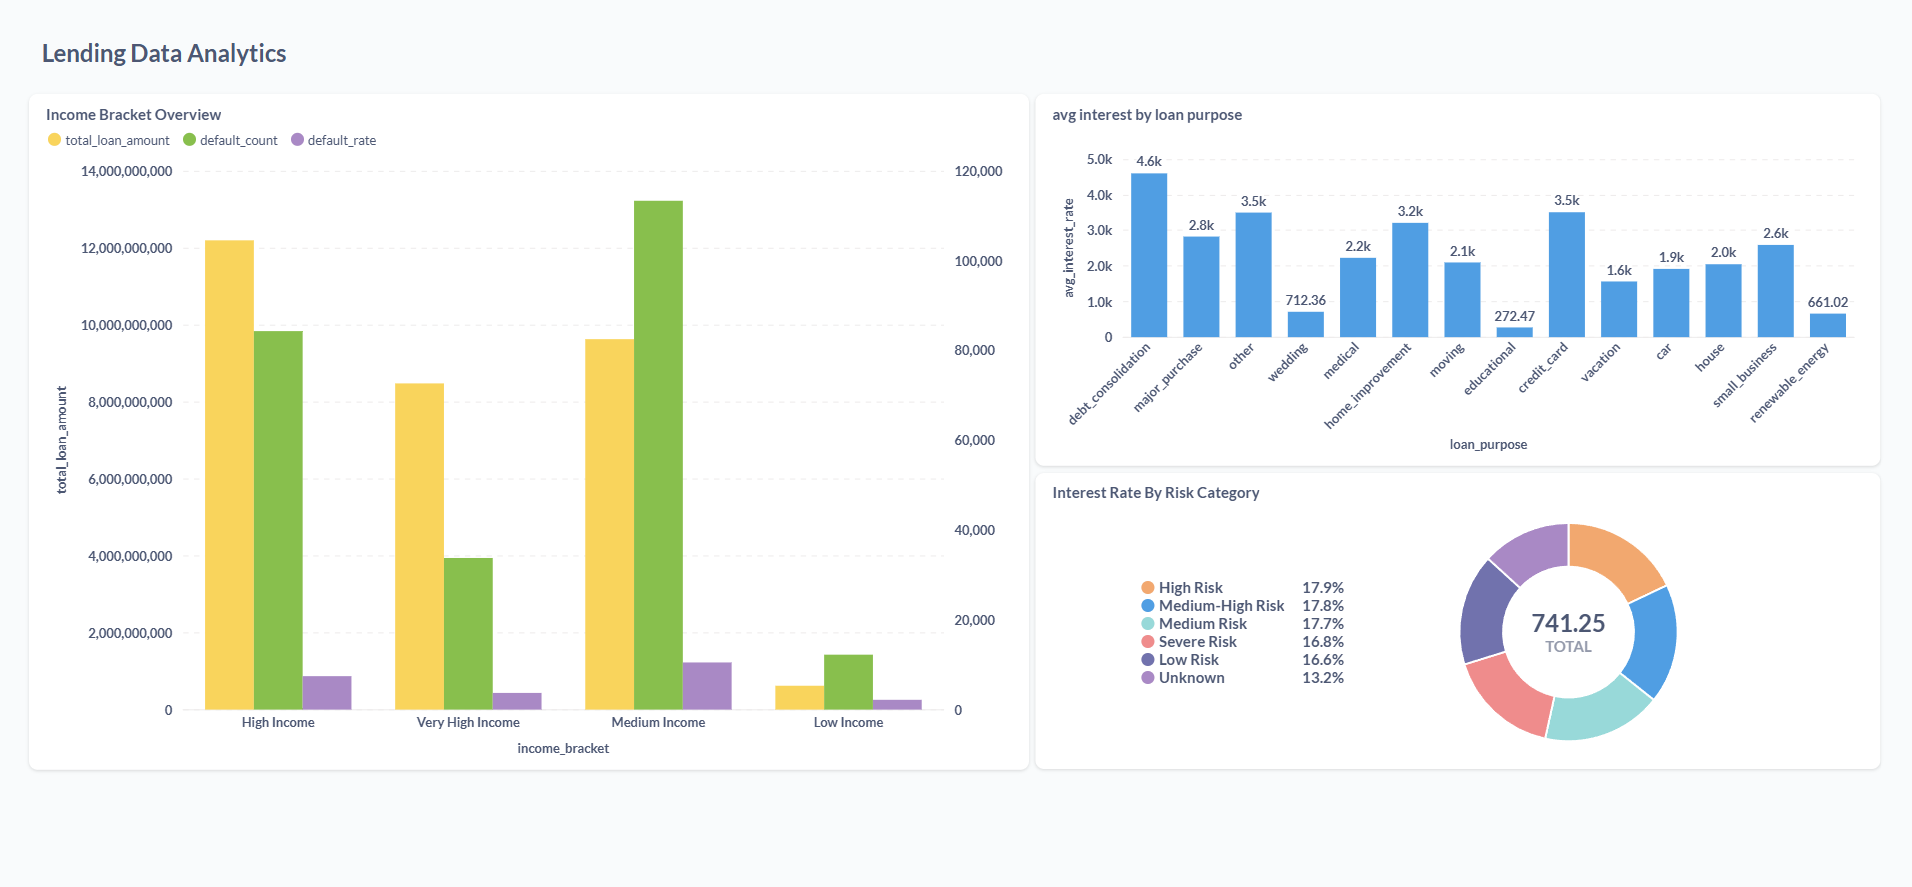 Lending Data Analytics
Income Bracket Overview
total_loan_amount default_count default_rate
14,000,000,000
12,000,000,000
10,000,000,000
8,000,000,000
6,000,000,000
4,000,000,000
2,000,000,000
0
total_loan_amount
120,000
100,000
80,000
60,000
40,000
20,000
0
High Income Very High Income Medium Income Low Income
income_bracket
avg interest by loan purpose
5.0k
4.0k
3.0k
2.0k
1.0k
0
avg_interest_rate
4.6k 2.8k 3.5k 712.36 2.2k 3.2k 2.1k 272.47 3.5k 1.6k 1.9k 2.0k 2.6k 661.02
debt_consolidation major_purchase other wedding medical home_improvement moving educational credit_card vacation car house small_business renewable_energy
loan_purpose
Interest Rate By Risk Category
High Risk 17.9%
Medium-High Risk 17.8%
Medium Risk 17.7%
Severe Risk 16.8%
Low Risk 16.6%
Unknown 13.2%
741.25
TOTAL